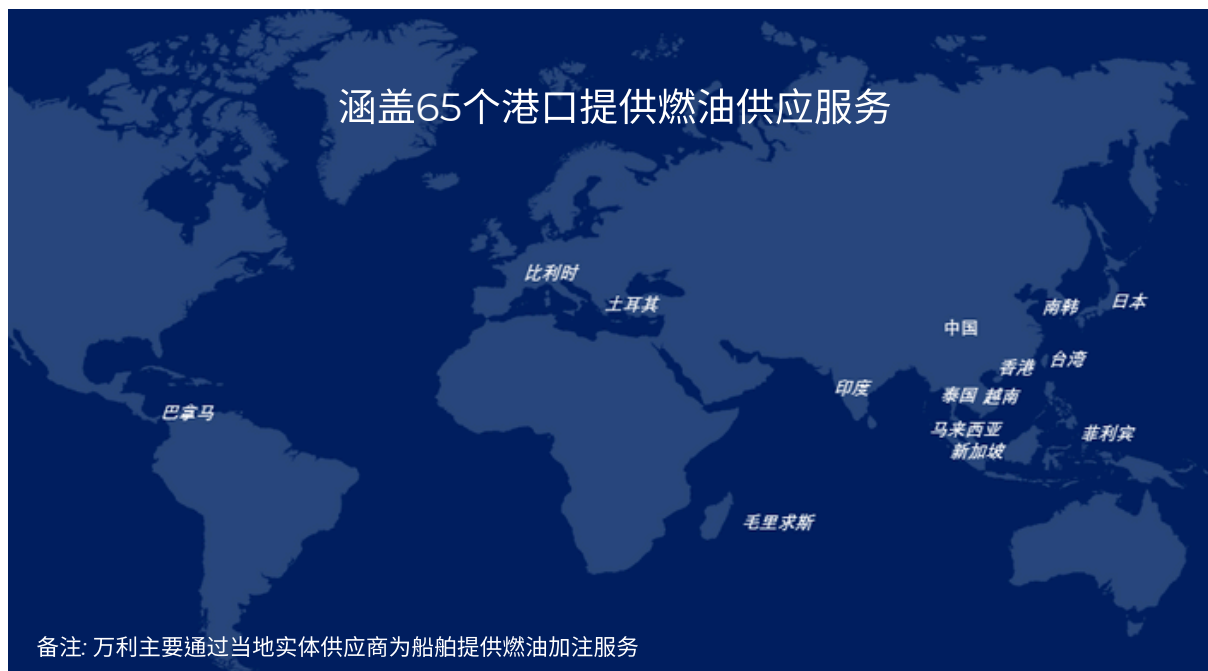 涵盖65个港口提供燃油供应服务
比利时
土耳其
南韩
日本
中国
香港
台湾
印度
泰国
越南
巴拿马
马来西亚
菲利宾
新加坡
毛里求斯
备注: 万利主要通过当地实体供应商为船舶提供燃油加注服务